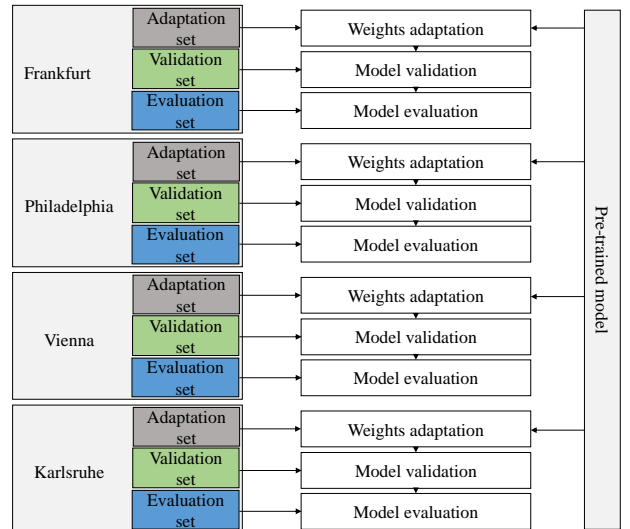 Frankfurt
Adaptation
set
Validation
set
Evaluation
set
Weights adaptation
Model validation
Model evaluation
Philadelphia
Adaptation
set
Validation
set
Evaluation
set
Weights adaptation
Model validation
Model evaluation
Vienna
Adaptation
set
Validation
set
Evaluation
set
Weights adaptation
Model validation
Model evaluation
Karlsruhe
Adaptation
set
Validation
set
Evaluation
set
Weights adaptation
Model validation
Model evaluation
Pre-trained model